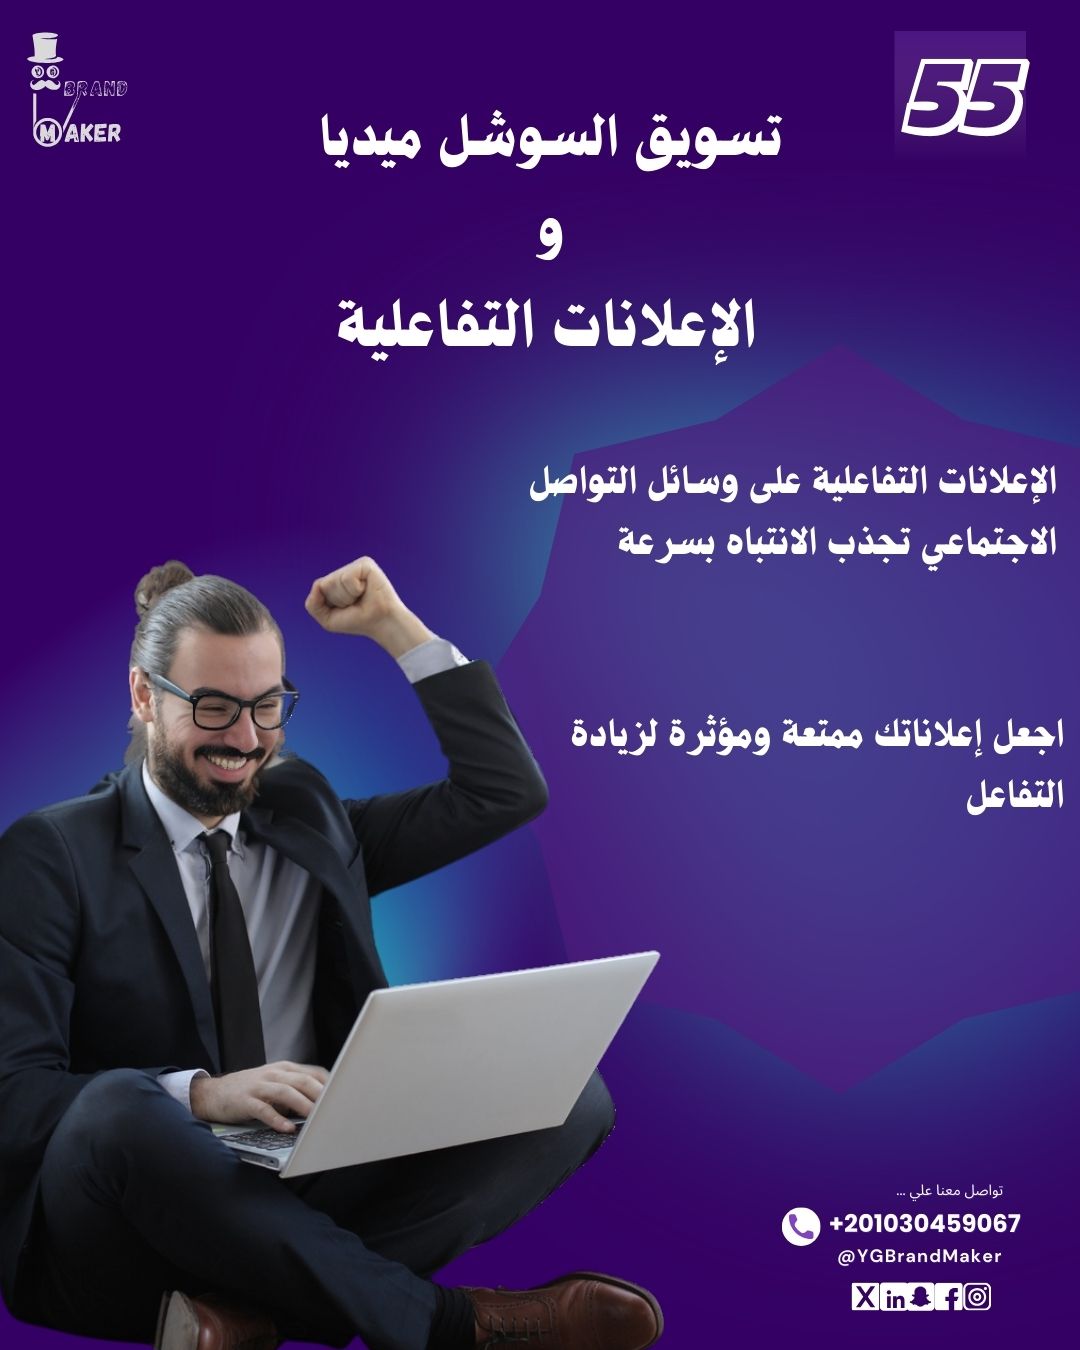 BRAND
MAKER
55
تسويق السوشل ميديا
و
الإعلانات التفاعلية
الإعلانات التفاعلية على وسائل التواصل
الاجتماعي تجذب الانتباه بسرعة
اجعل إعلاناتك ممتعة ومؤثرة لزيادة
التفاعل
تواصل معنا علي ...
+201030459067
@YGBrandMaker